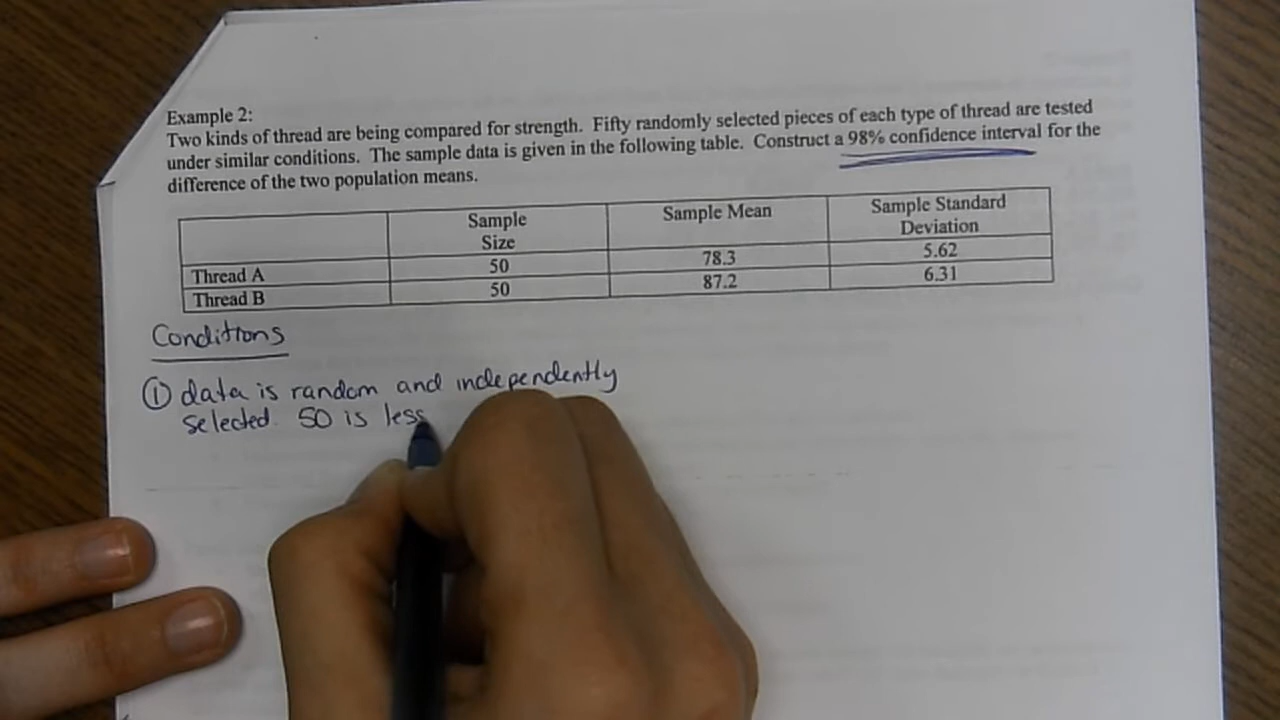 Example 2:
Two kinds of thread are being compared for strength. Fifty randomly selected pieces of each type of thread are tested
under similar conditions. The sample data is given in the following table. Construct a 98% confidence interval for the
difference of the two population means.
Sample Size Sample Mean Sample Standard Deviation
Thread A 50 78.3 5.62
Thread B 50 87.2 6.31
Conditions
① data is random and independently
selected. 50 is less